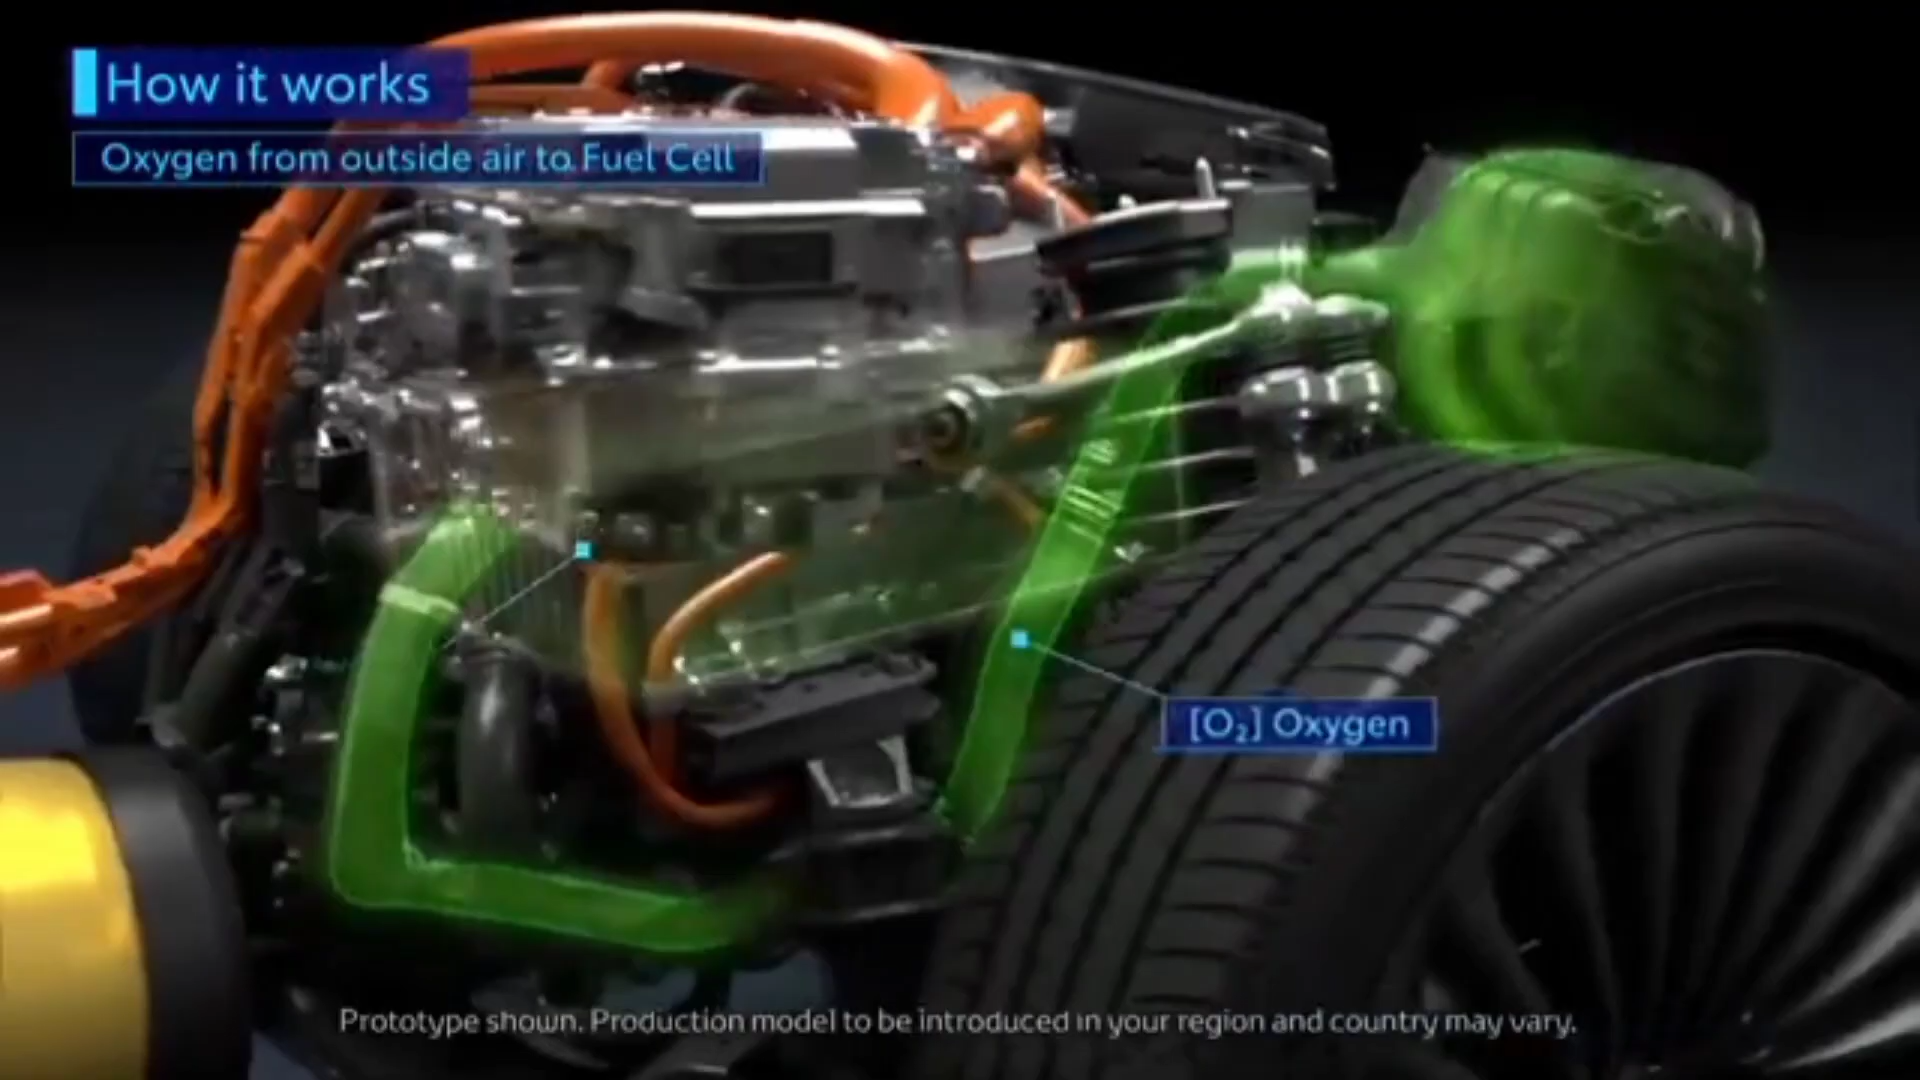 How it works
Oxygen from outside air to Fuel Cell
[O₂] Oxygen
Prototype shown. Production model to be introduced in your region and country may vary.